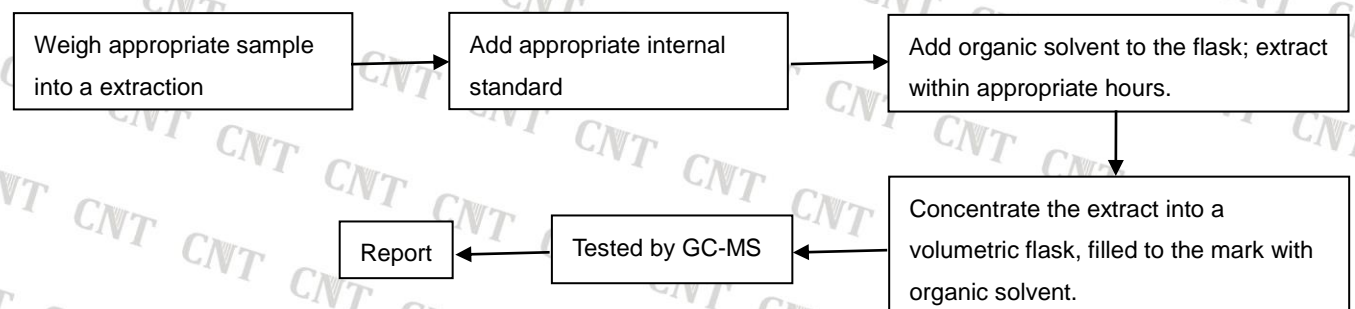 Weigh appropriate sample
into a extraction
Add appropriate internal
standard
Add organic solvent to the flask; extract
within appropriate hours.
Concentrate the extract into a
volumetric flask, filled to the mark with
organic solvent.
Tested by GC-MS
Report
CNT